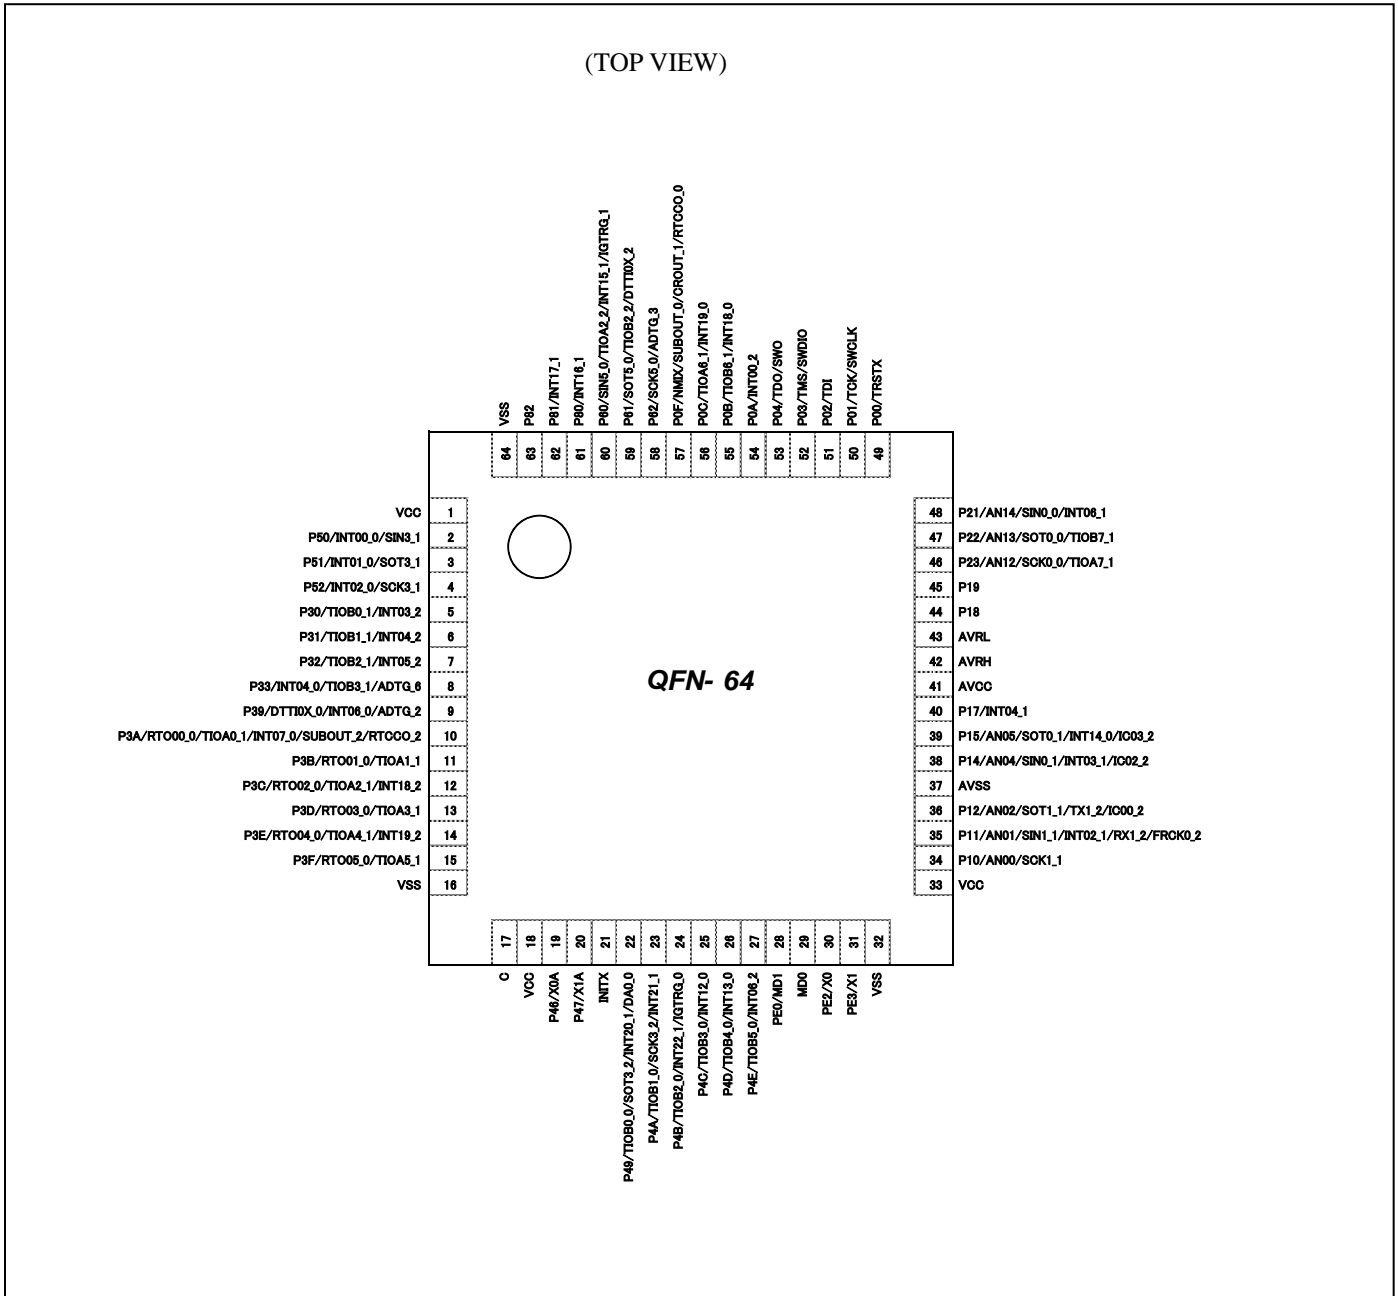 (TOP VIEW)
VSS
P82
P81/INT17_1
P80/INT16_1
P60/SIN5_0/TIOA2_2/INT15_1/IGTRG_1
P61/SOT5_0/TIOB2_2/DTTI0X_2
P62/SCK5_0/ADTG_3
P0F/NMIX/SUBOUT_0/CROUT_1/RTCCO_0
P0C/TIOA6_1/INT19_0
P0B/TIOB6_1/INT18_0
P0A/INT00_2
P04/TDO/SWO
P03/TMS/SWDIO
P02/TDI
P01/TCK/SWCLK
P00/TRSTX
64 63 62 61 60 59 58 57 56 55 54 53 52 51 50 49
VCC 1
P50/INT00_0/SIN3_1 2
P51/INT01_0/SOT3_1 3
P52/INT02_0/SCK3_1 4
P30/TIOB0_1/INT03_2 5
P31/TIOB1_1/INT04_2 6
P32/TIOB2_1/INT05_2 7
P33/INT04_0/TIOB3_1/ADTG_6 8
P39/DTTI0X_0/INT06_0/ADTG_2 9
P3A/RTO00_0/TIOA0_1/INT07_0/SUBOUT_2/RTCCO_2 10
P3B/RTO01_0/TIOA1_1 11
P3C/RTO02_0/TIOA2_1/INT18_2 12
P3D/RTO03_0/TIOA3_1 13
P3E/RTO04_0/TIOA4_1/INT19_2 14
P3F/RTO05_0/TIOA5_1 15
VSS 16
QFN- 64
48 P21/AN14/SIN0_0/INT06_1
47 P22/AN13/SOT0_0/TIOB7_1
46 P23/AN12/SCK0_0/TIOA7_1
45 P19
44 P18
43 AVRL
42 AVRH
41 AVCC
40 P17/INT04_1
39 P15/AN05/SOT0_1/INT14_0/IC03_2
38 P14/AN04/SIN0_1/INT03_1/IC02_2
37 AVSS
36 P12/AN02/SOT1_1/TX1_2/IC00_2
35 P11/AN01/SIN1_1/INT02_1/RX1_2/FRCK0_2
34 P10/AN00/SCK1_1
33 VCC
17 18 19 20 21 22 23 24 25 26 27 28 29 30 31 32
C
VCC
P46/X0A
P47/X1A
INITX
P49/TIOB0_0/SOT3_2/INT20_1/DA0_0
P4A/TIOB1_0/SCK3_2/INT21_1
P4B/TIOB2_0/INT22_1/IGTRG_0
P4C/TIOB3_0/INT12_0
P4D/TIOB4_0/INT13_0
P4E/TIOB5_0/INT06_2
PE0/MD1
MD0
PE2/X0
PE3/X1
VSS